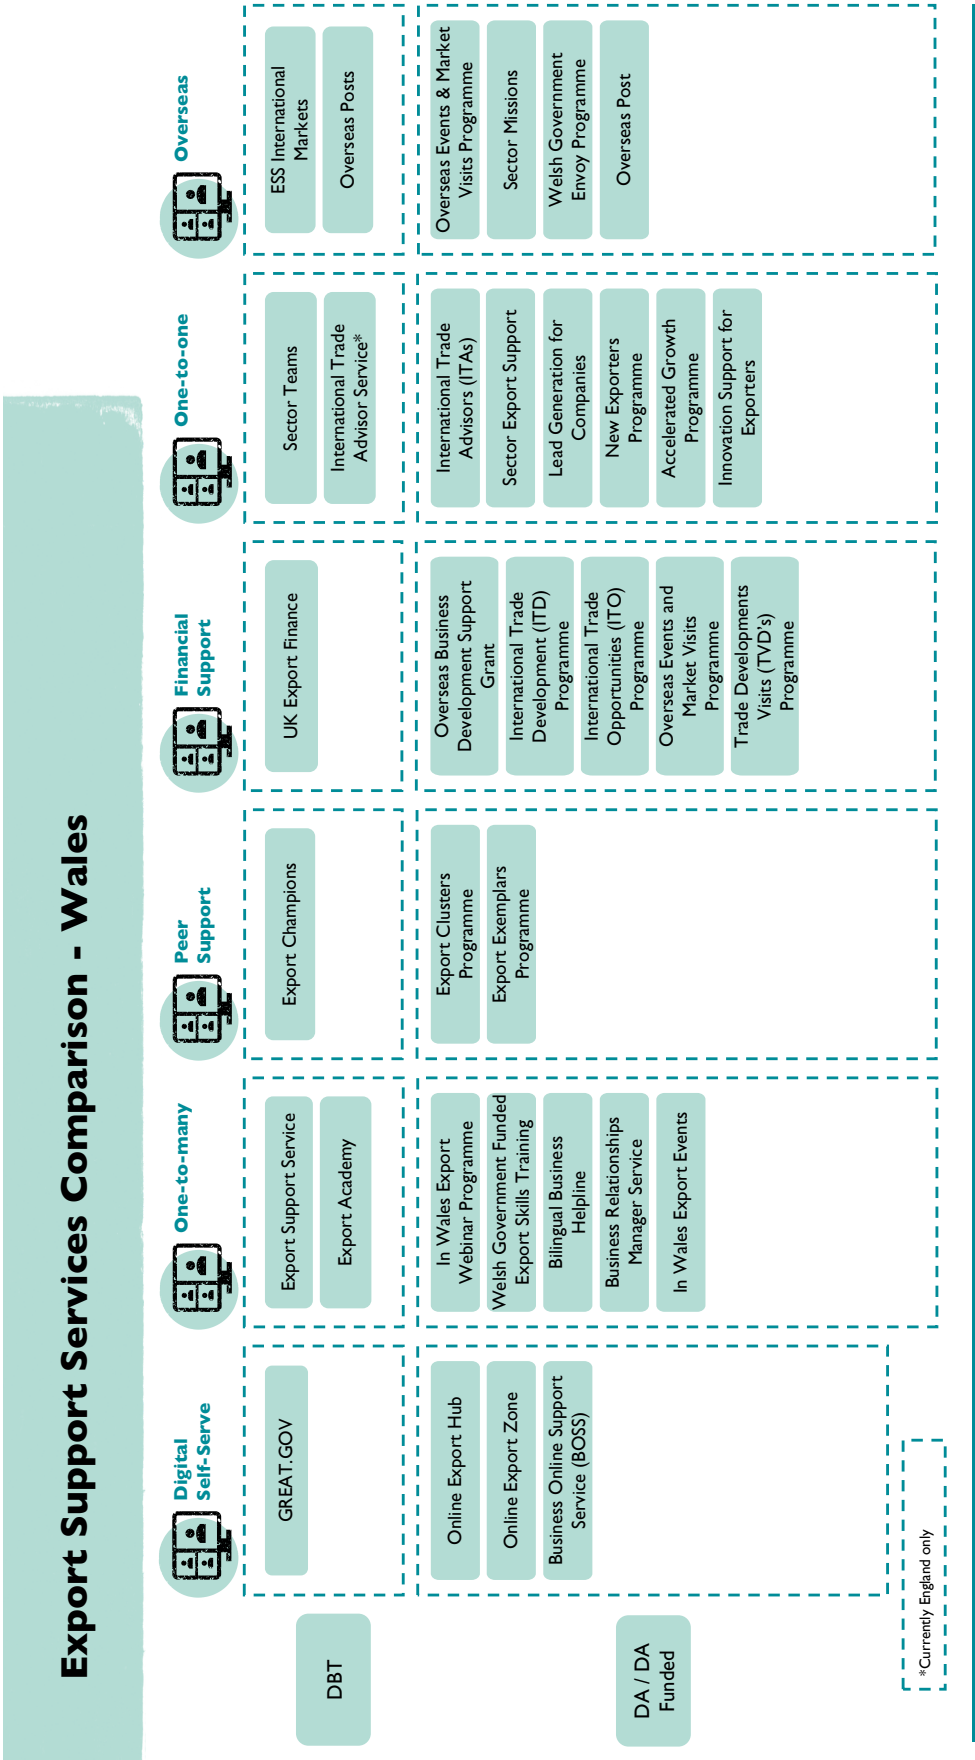 Export Support Services Comparison - Wales
Digital
Self-Serve
One-to-many
Peer
Support
Financial
Support
One-to-one
Overseas
DBT
GREAT.GOV
Export Support Service
Export Academy
Export Champions
UK Export Finance
Sector Teams
International Trade
Advisor Service*
ESS International
Markets
Overseas Posts
DA / DA
Funded
Online Export Hub
Online Export Zone
Business Online Support
Service (BOSS)
In Wales Export
Webinar Programme
Welsh Government Funded
Export Skills Training
Bilingual Business
Helpline
Business Relationships
Manager Service
In Wales Export Events
Export Clusters
Programme
Export Exemplars
Programme
Overseas Business
Development Support
Grant
International Trade
Development (ITD)
Programme
International Trade
Opportunities (ITO)
Programme
Overseas Events and
Market Visits
Programme
Trade Developments
Visits (TVD's)
Programme
International Trade
Advisors (ITAs)
Sector Export Support
Lead Generation for
Companies
New Exporters
Programme
Accelerated Growth
Programme
Innovation Support for
Exporters
Overseas Events & Market
Visits Programme
Sector Missions
Welsh Government
Envoy Programme
Overseas Post
*Currently England only